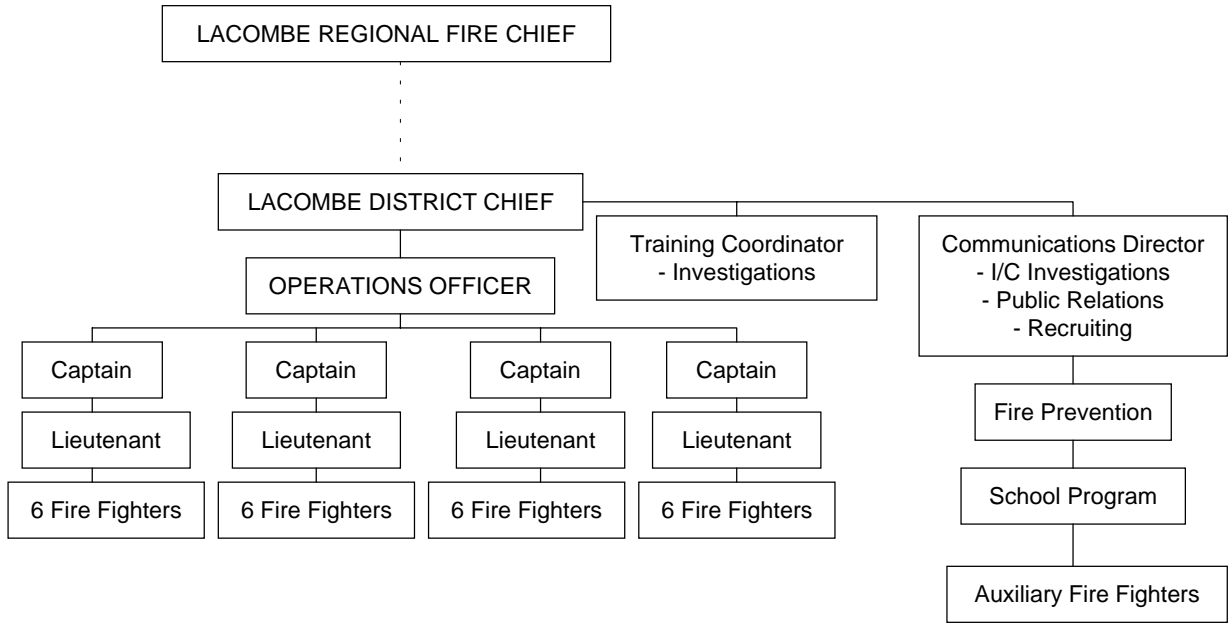 LACOMBE REGIONAL FIRE CHIEF
LACOMBE DISTRICT CHIEF
Training Coordinator
- Investigations
Communications Director
- I/C Investigations
- Public Relations
- Recruiting
OPERATIONS OFFICER
Captain
Captain
Captain
Captain
Lieutenant
Lieutenant
Lieutenant
Lieutenant
6 Fire Fighters
6 Fire Fighters
6 Fire Fighters
6 Fire Fighters
Fire Prevention
School Program
Auxiliary Fire Fighters